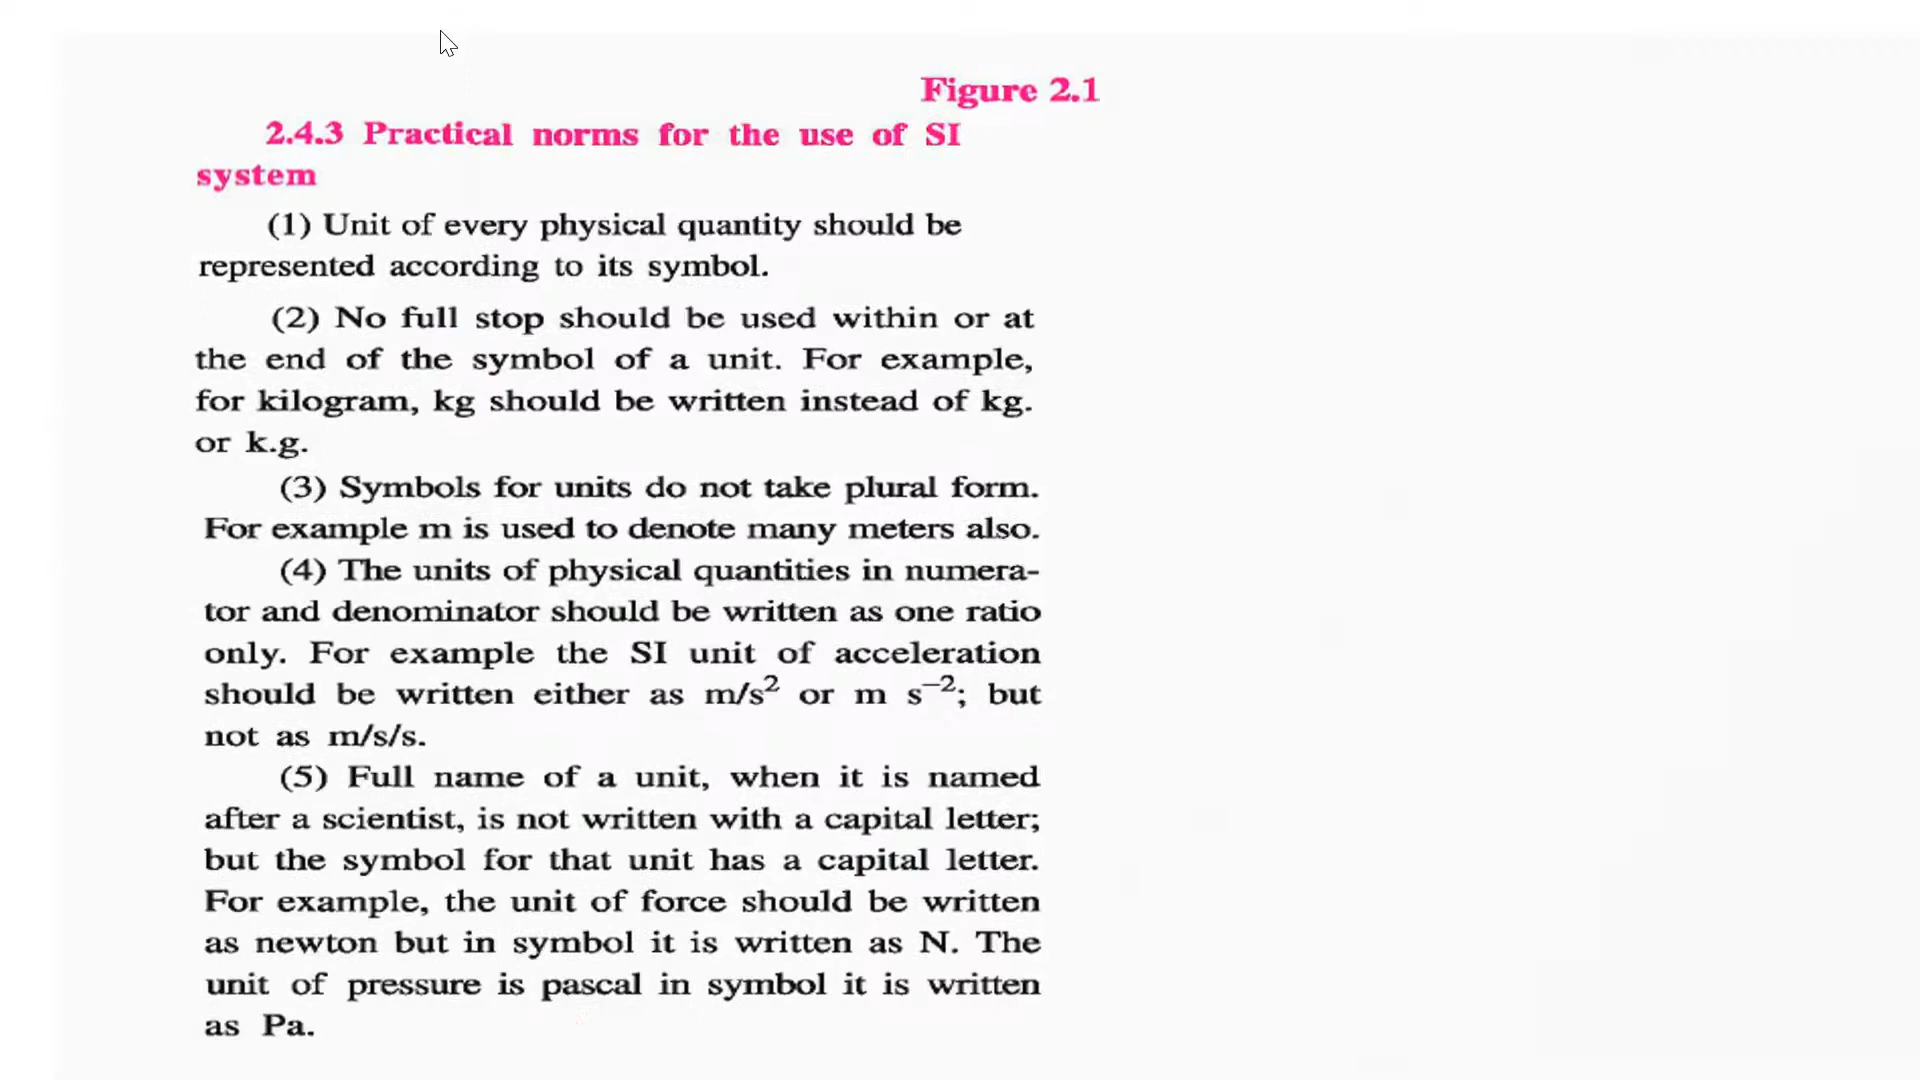 Figure 2.1
2.4.3 Practical norms for the use of SI
system
(1) Unit of every physical quantity should be
represented according to its symbol.
(2) No full stop should be used within or at
the end of the symbol of a unit. For example,
for kilogram, kg should be written instead of kg.
or k.g.
(3) Symbols for units do not take plural form.
For example m is used to denote many meters also.
(4) The units of physical quantities in numera-
tor and denominator should be written as one ratio
only. For example the SI unit of acceleration
should be written either as m/s² or m s⁻²; but
not as m/s/s.
(5) Full name of a unit, when it is named
after a scientist, is not written with a capital letter;
but the symbol for that unit has a capital letter.
For example, the unit of force should be written
as newton but in symbol it is written as N. The
unit of pressure is pascal in symbol it is written
as Pa.